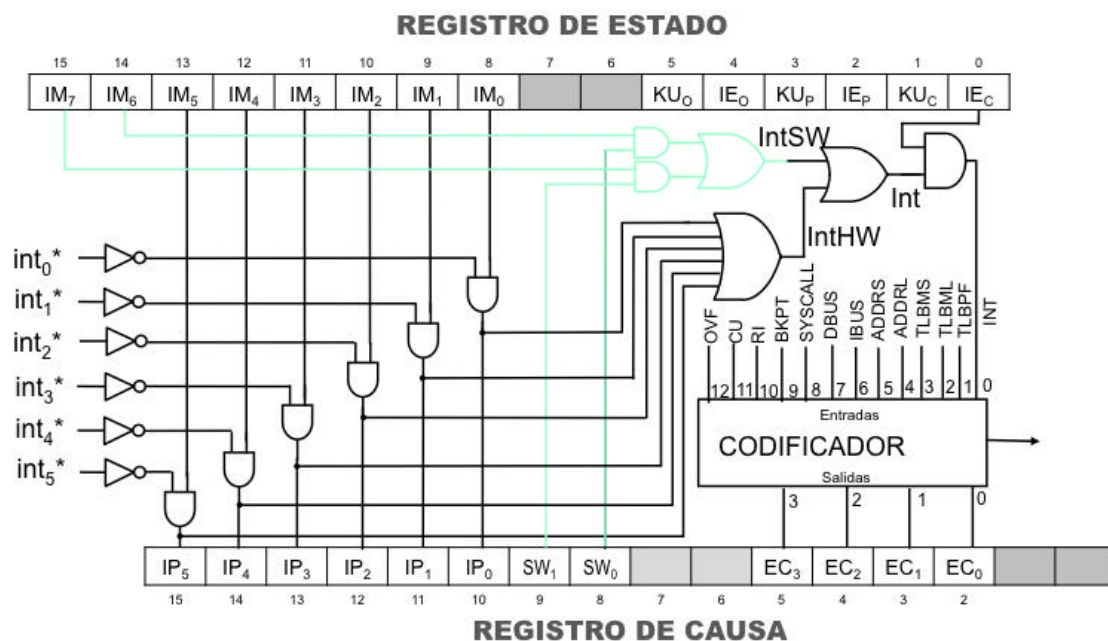 REGISTRO DE ESTADO
15 14 13 12 11 10 9 8 7 6 5 4 3 2 1 0
IM7 IM6 IM5 IM4 IM3 IM2 IM1 IM0 KUO IEO KUP IEP KUC IEC
IntSW
Int
IntHW
int0*
int1*
int2*
int3*
int4*
int5*
OVF CU RI BKPT SYSCALL DBUS IBUS ADDRS ADDRL TLBMS TLBML TLBPF INT
12 11 10 9 8 7 6 5 4 3 2 1 0
Entradas
CODIFICADOR
Salidas
3 2 1 0
IP5 IP4 IP3 IP2 IP1 IP0 SW1 SW0 EC3 EC2 EC1 EC0
15 14 13 12 11 10 9 8 7 6 5 4 3 2
REGISTRO DE CAUSA